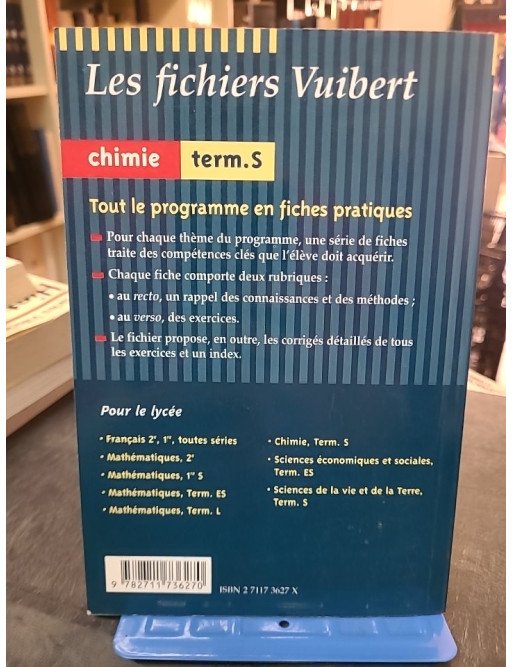 Les fichiers Vuibert
chimie term.S
Tout le programme en fiches pratiques
Pour chaque thème du programme, une série de fiches
traite des compétences clés que l'élève doit acquérir.
Chaque fiche comporte deux rubriques :
• au recto, un rappel des connaissances et des méthodes ;
• au verso, des exercices.
Le fichier propose, en outre, les corrigés détaillés de tous
les exercices et un index.
Pour le lycée
• Français 2e, 1re, toutes séries
• Mathématiques, 2e
• Mathématiques, 1re S
• Mathématiques, Term. ES
• Mathématiques, Term. L
• Chimie, Term. S
• Sciences économiques et sociales,
Term. ES
• Sciences de la vie et de la Terre,
Term. S
9 782711 736270
ISBN 2 7117 3627 X